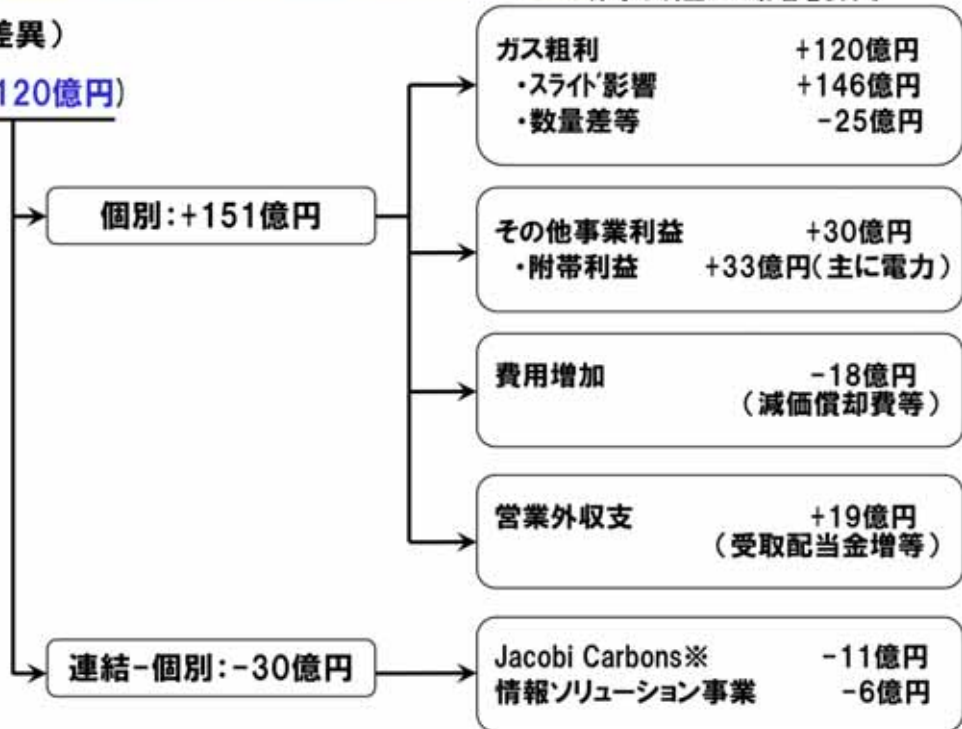 差異）
120億円）
個別：+151億円
連結-個別：-30億円
ガス粗利 +120億円
・スライド影響 +146億円
・数量差等 -25億円
その他事業利益 +30億円
・附帯利益 +33億円（主に電力）
費用増加 -18億円
（減価償却費等）
営業外収支 +19億円
（受取配当金増等）
Jacobi Carbons※ -11億円
情報ソリューション事業 -6億円